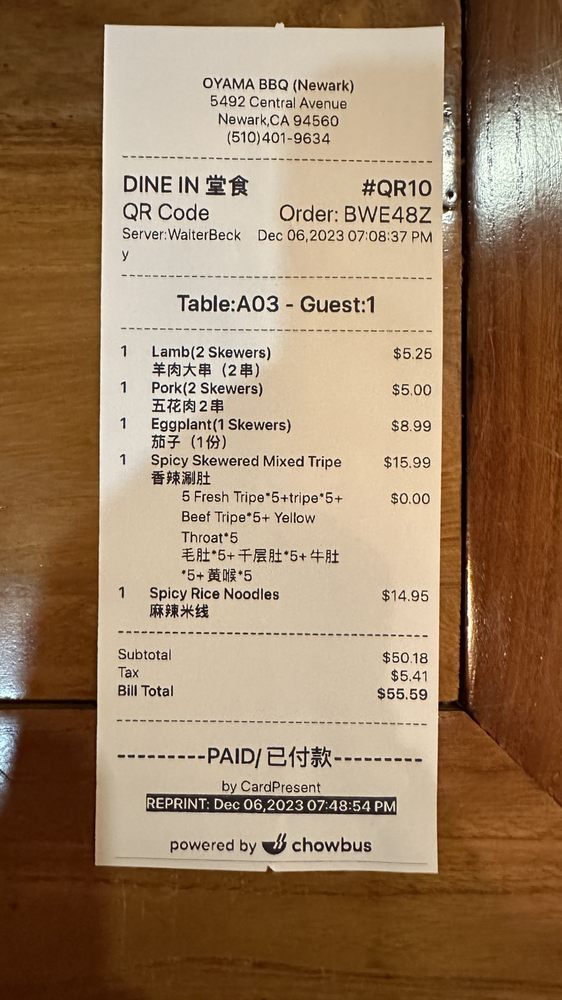 OYAMA BBQ (Newark)
5492 Central Avenue
Newark,CA 94560
(510)401-9634
DINE IN 堂食 #QR10
QR Code Order: BWE48Z
Server:WaiterBeck Dec 06,2023 07:08:37 PM
y
Table:A03 - Guest:1
1 Lamb(2 Skewers) $5.25
羊肉大串（2串）
1 Pork(2 Skewers) $5.00
五花肉2串
1 Eggplant(1 Skewers) $8.99
茄子（1份）
1 Spicy Skewered Mixed Tripe $15.99
香辣涮肚
5 Fresh Tripe*5+tripe*5+ $0.00
Beef Tripe*5+ Yellow
Throat*5
毛肚*5+千层肚*5+牛肚
*5+黄喉*5
1 Spicy Rice Noodles $14.95
麻辣米线
Subtotal $50.18
Tax $5.41
Bill Total $55.59
---------PAID/已付款---------
by CardPresent
REPRINT: Dec 06,2023 07:48:54 PM
powered by chowbus